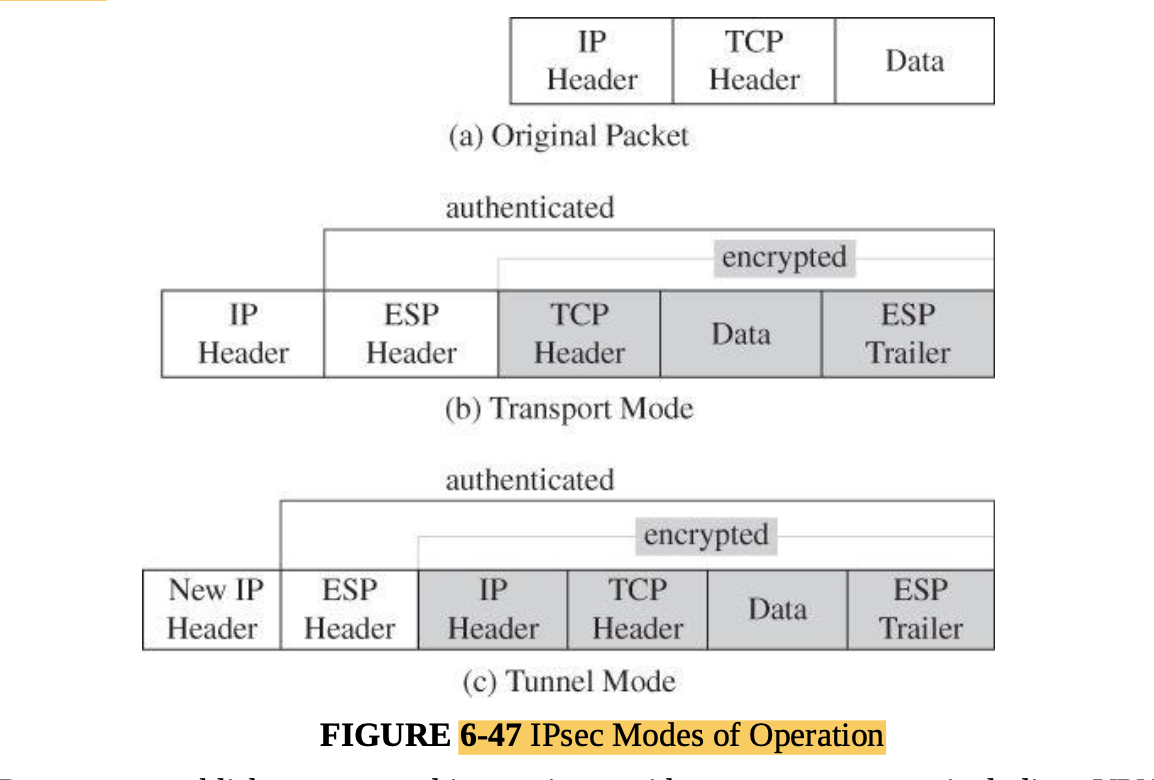 IP Header
TCP Header
Data
(a) Original Packet
authenticated
encrypted
IP Header
ESP Header
TCP Header
Data
ESP Trailer
(b) Transport Mode
authenticated
encrypted
New IP Header
ESP Header
IP Header
TCP Header
Data
ESP Trailer
(c) Tunnel Mode
FIGURE 6-47 IPsec Modes of Operation